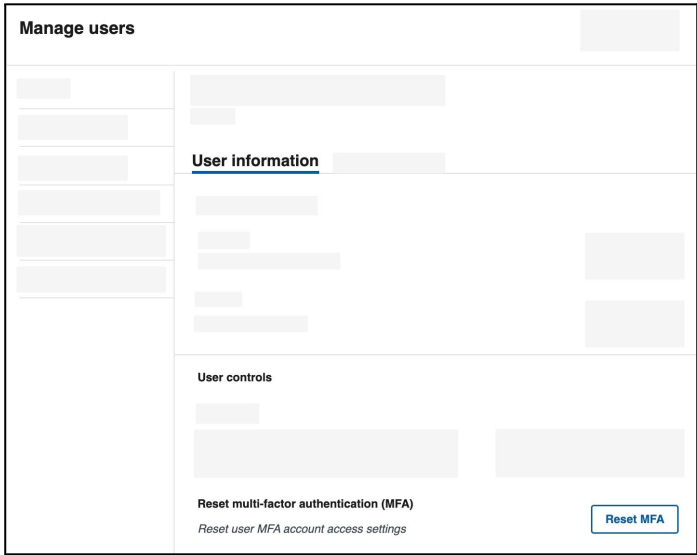 Manage users
User information
User controls
Reset multi-factor authentication (MFA)
Reset user MFA account access settings
Reset MFA